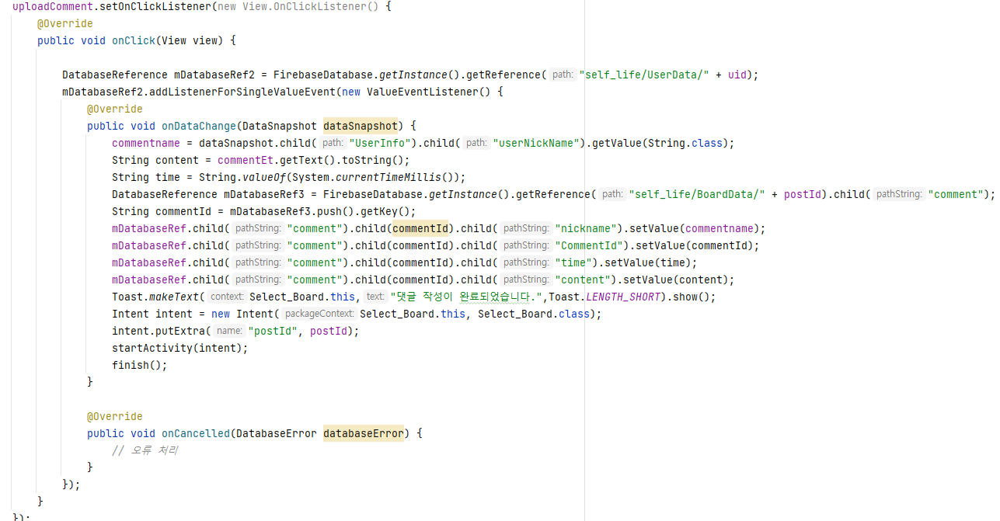 uploadComment.setOnClickListener(new View.OnClickListener() {
@Override
public void onClick(View view) {
DatabaseReference mDatabaseRef2 = FirebaseDatabase.getInstance().getReference( path: "self_life/UserData/" + uid);
mDatabaseRef2.addListenerForSingleValueEvent(new ValueEventListener() {
@Override
public void onDataChange(DataSnapshot dataSnapshot) {
commentname = dataSnapshot.child( path: "UserInfo").child( path: "userNickName").getValue(String.class);
String content = commentEt.getText().toString();
String time = String.valueOf(System.currentTimeMillis());
DatabaseReference mDatabaseRef3 = FirebaseDatabase.getInstance().getReference( path: "self_life/BoardData/" + postId).child( pathString: "comment");
String commentId = mDatabaseRef3.push().getKey();
mDatabaseRef.child( pathString: "comment").child(commentId).child( pathString: "nickname").setValue(commentname);
mDatabaseRef.child( pathString: "comment").child(commentId).child( pathString: "CommentId").setValue(commentId);
mDatabaseRef.child( pathString: "comment").child(commentId).child( pathString: "time").setValue(time);
mDatabaseRef.child( pathString: "comment").child(commentId).child( pathString: "content").setValue(content);
Toast.makeText( context: Select_Board.this, text: "댓글 작성이 완료되었습니다.",Toast.LENGTH_SHORT).show();
Intent intent = new Intent( packageContext: Select_Board.this, Select_Board.class);
intent.putExtra( name: "postId", postId);
startActivity(intent);
finish();
}
@Override
public void onCancelled(DatabaseError databaseError) {
// 오류 처리
}
});
}
});